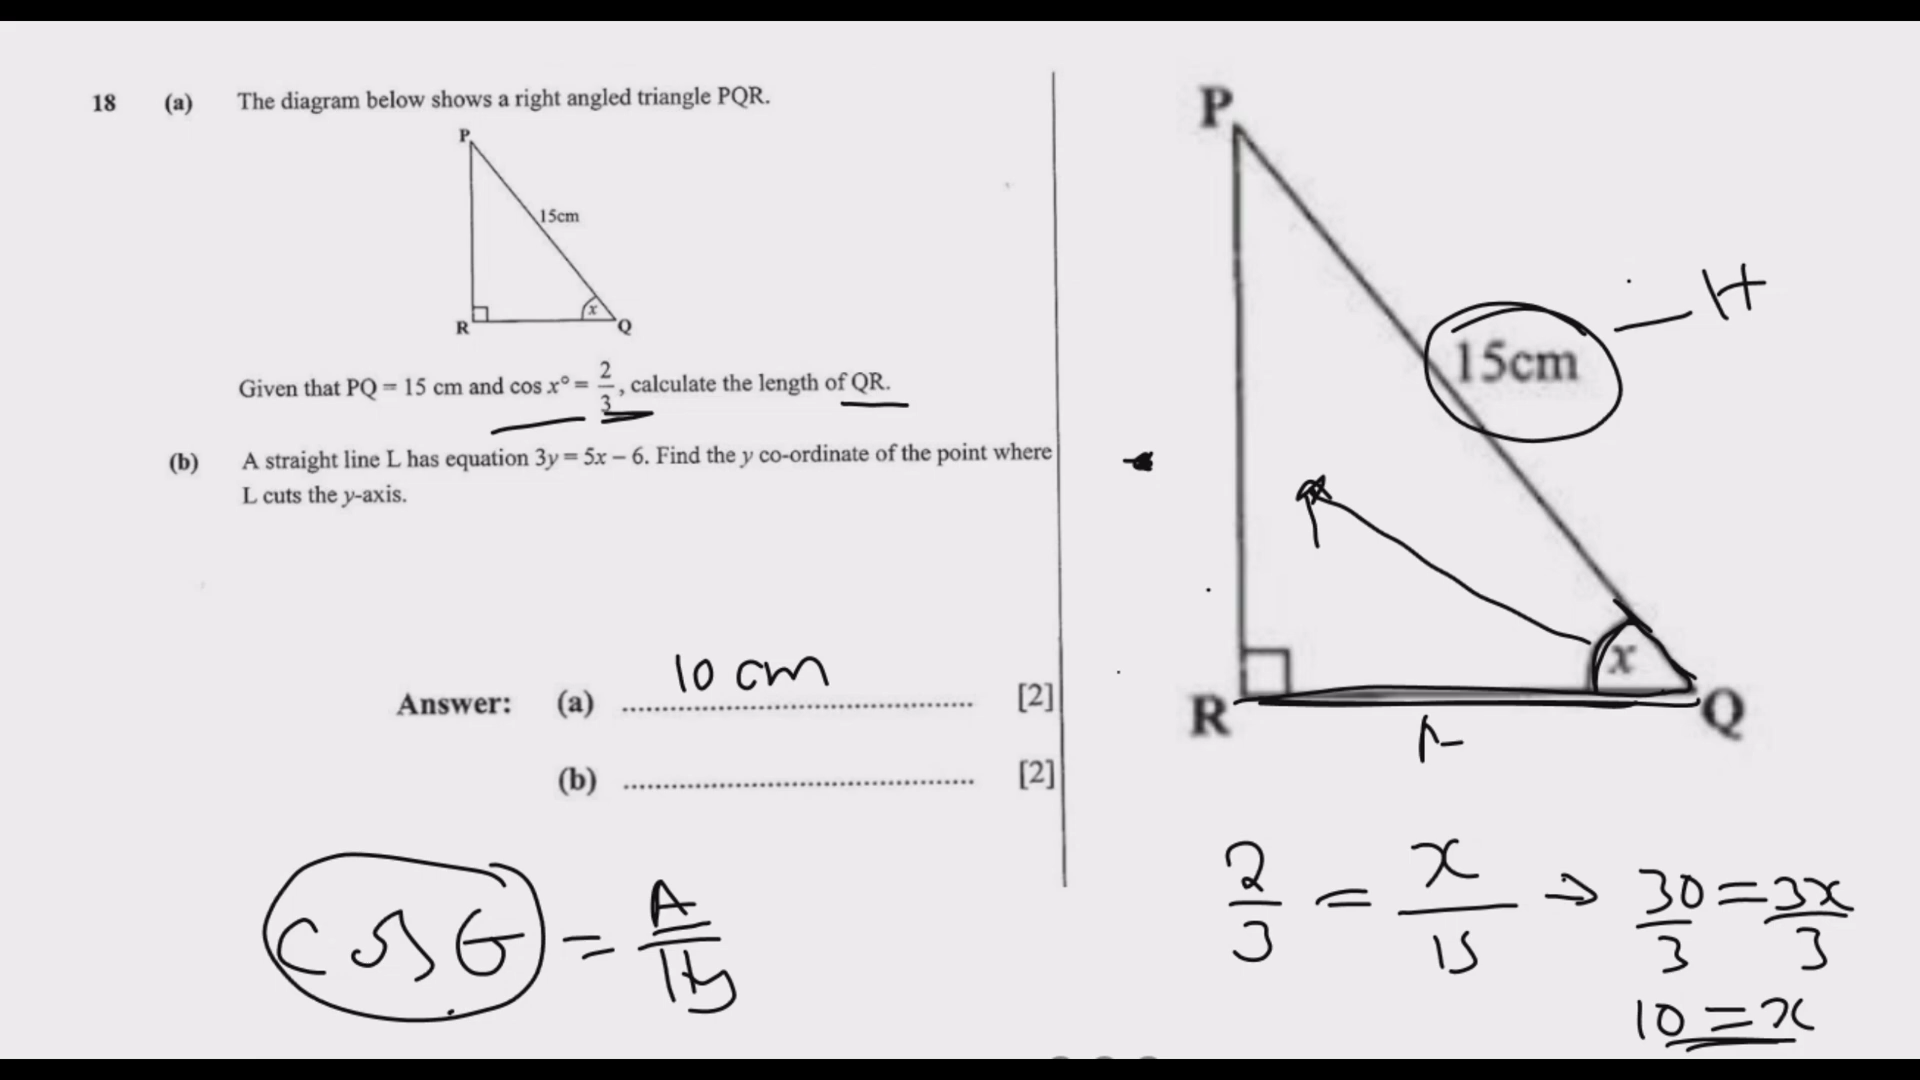 18 (a) The diagram below shows a right angled triangle PQR.
P
15cm
R x Q
Given that PQ = 15 cm and cos x° = 2/3, calculate the length of QR.
(b) A straight line L has equation 3y = 5x – 6. Find the y co-ordinate of the point where
L cuts the y-axis.
10 cm
Answer: (a) ........................................ [2]
(b) ........................................ [2]
cosθ = A/Hy
P
H
15cm
x
R Q
A
2/3 = x/15 → 30/3 = 3x/3
10 = x